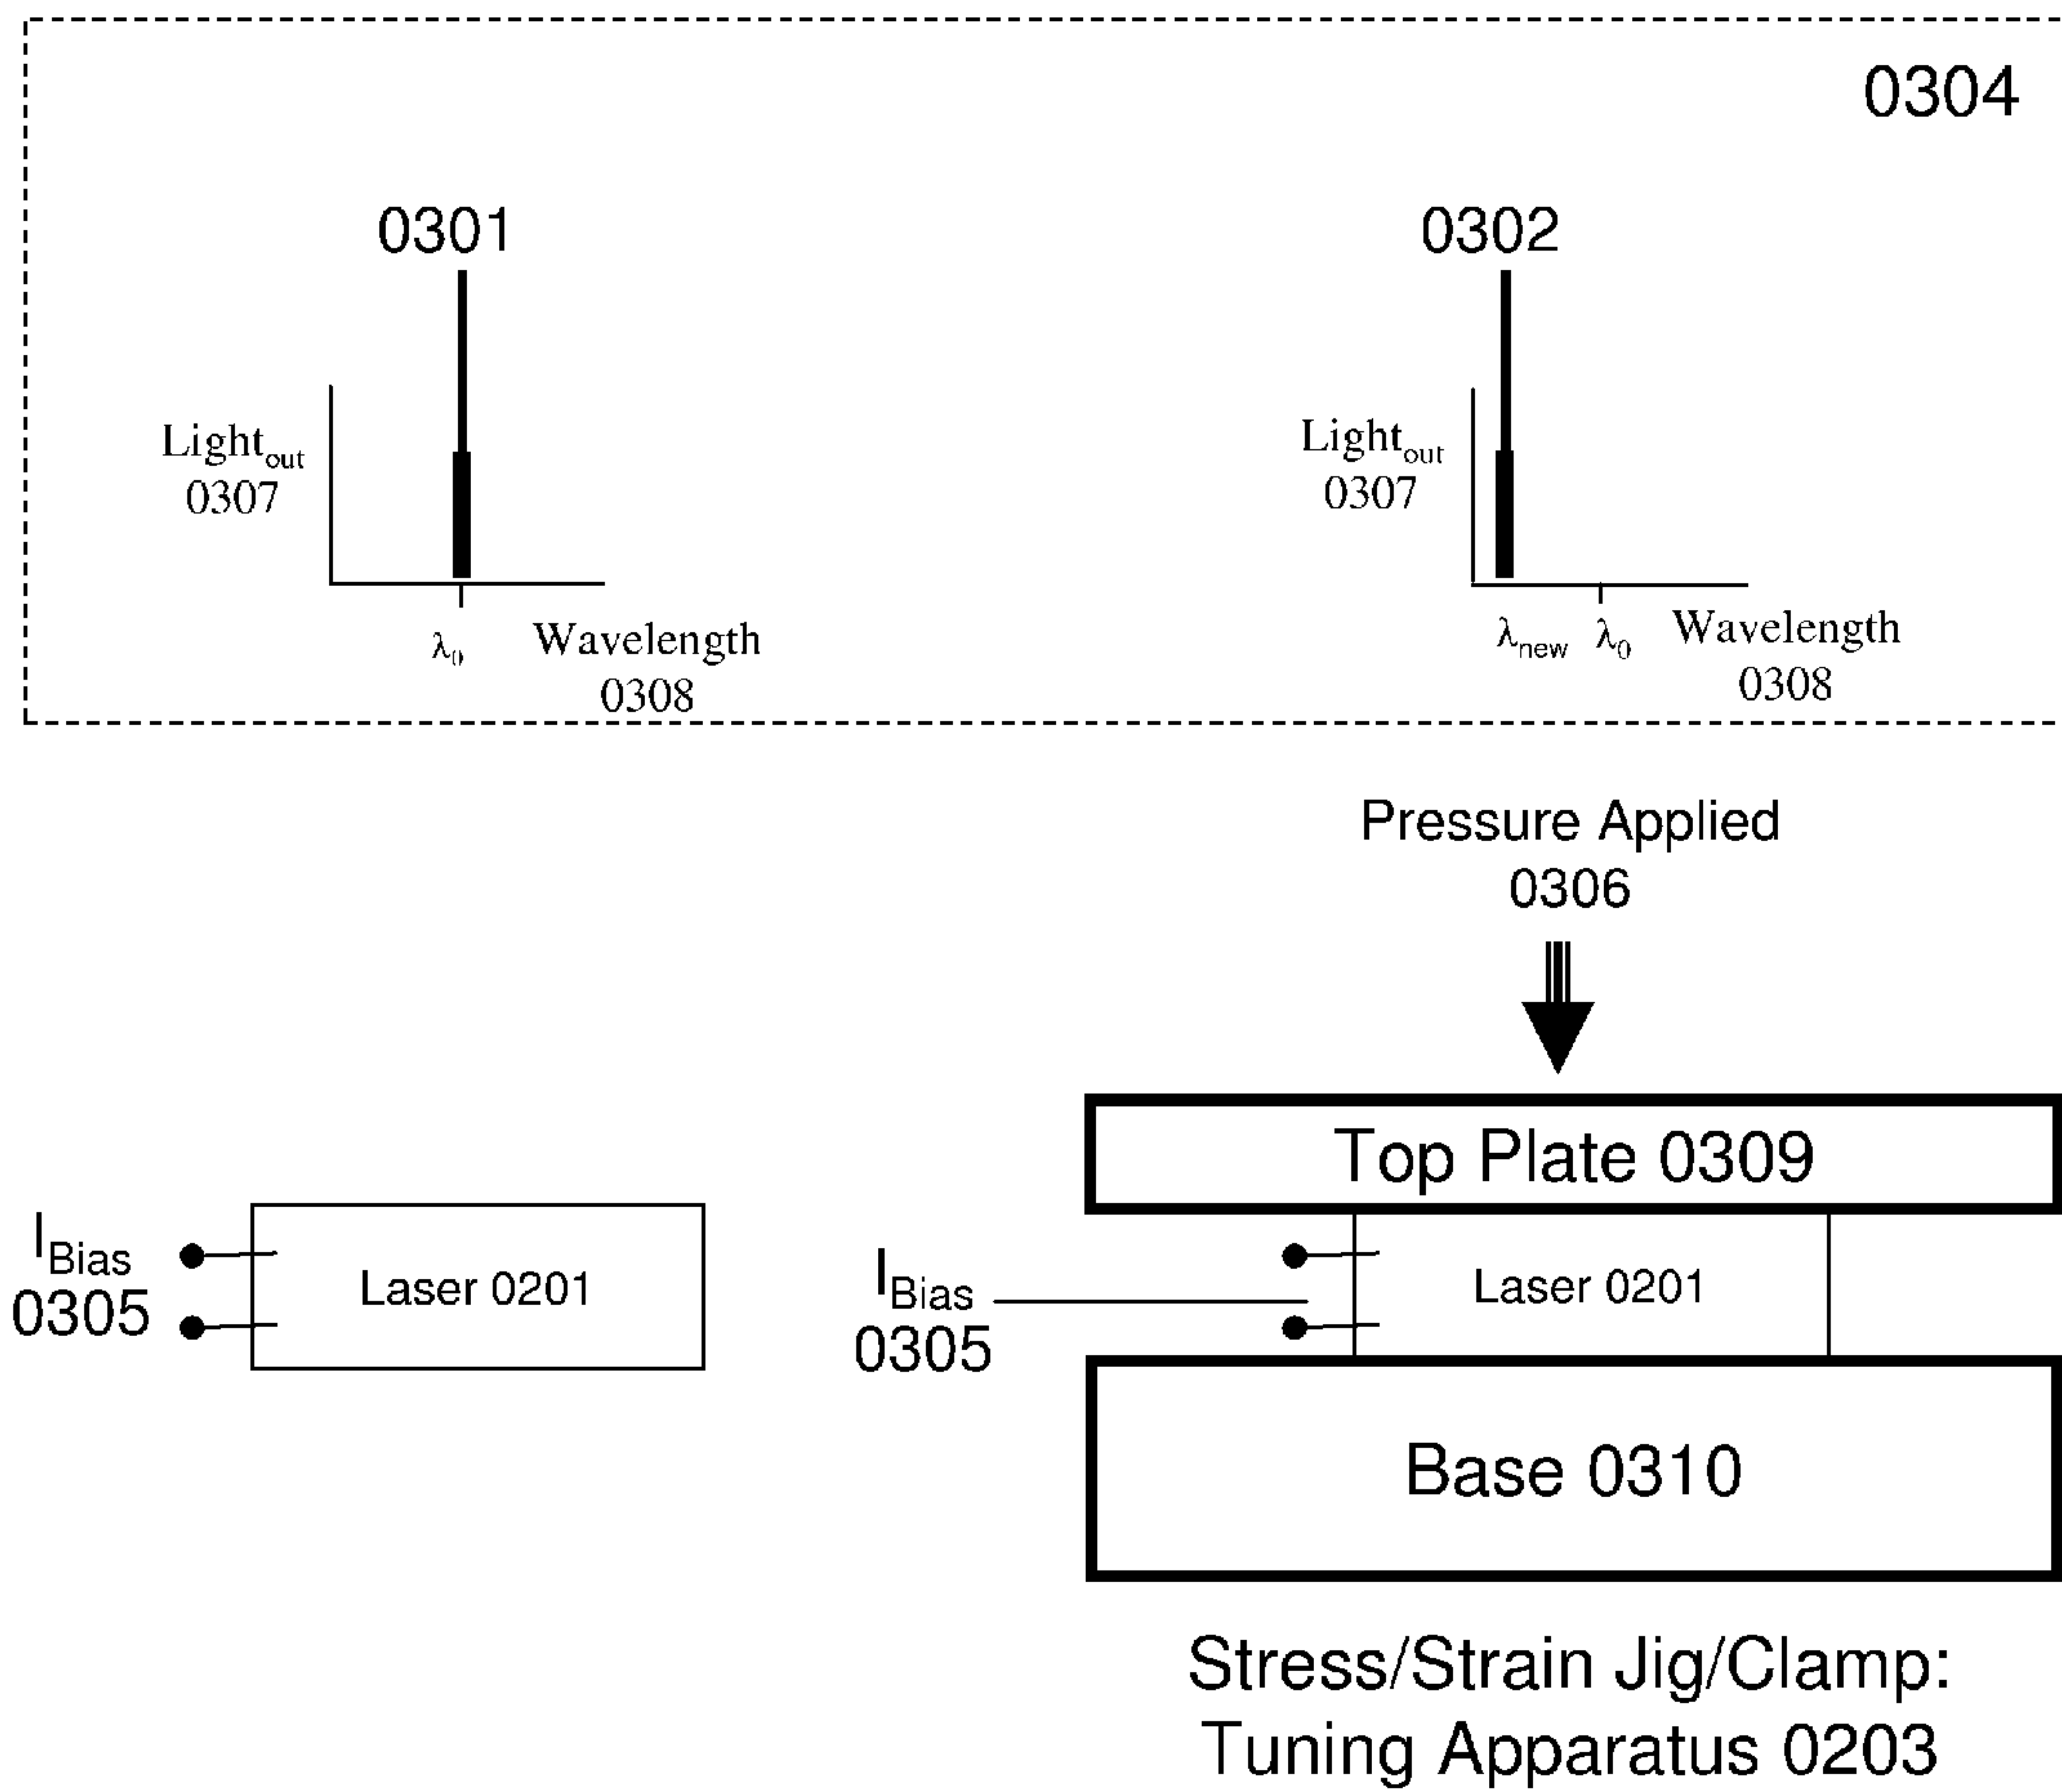 0304
0301
0302
Light_out
0307
λ_0
Wavelength
0308
Light_out
0307
λ_new λ_0
Wavelength
0308
Pressure Applied
0306
Top Plate 0309
I_Bias
0305
Laser 0201
I_Bias
0305
Laser 0201
Base 0310
Stress/Strain Jig/Clamp:
Tuning Apparatus 0203